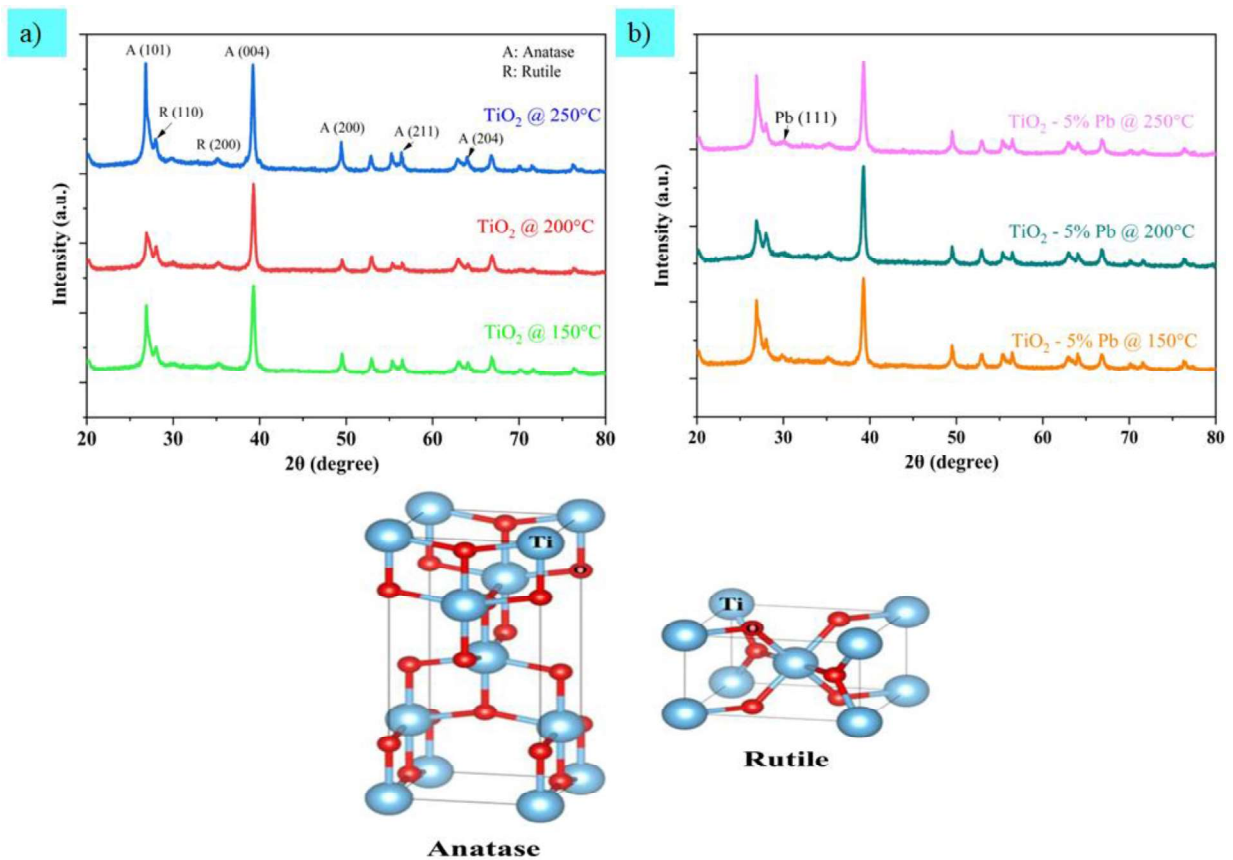 a)
A (101)
A (004)
A: Anatase
R: Rutile
R (110)
TiO₂ @ 250°C
R (200)
A (200)
A (211)
A (204)
TiO₂ @ 200°C
TiO₂ @ 150°C
Intensity (a.u.)
20 30 40 50 60 70 80
2θ (degree)
b)
Pb (111)
TiO₂ - 5% Pb @ 250°C
TiO₂ - 5% Pb @ 200°C
TiO₂ - 5% Pb @ 150°C
Intensity (a.u.)
20 30 40 50 60 70 80
2θ (degree)
Ti
O
Anatase
Ti
O
Rutile